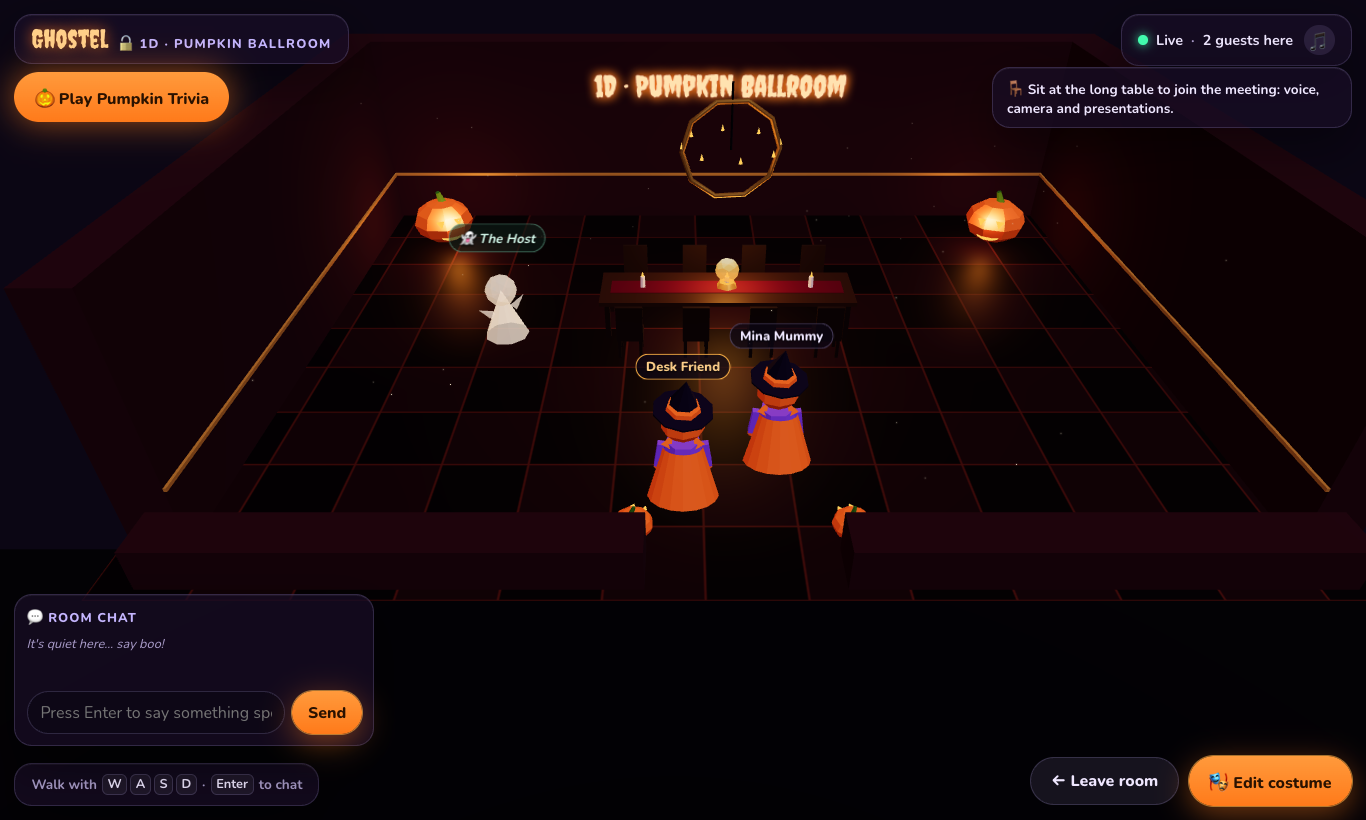 GHOSTEL 🔒 1D · PUMPKIN BALLROOM
🎃 Play Pumpkin Trivia
Live · 2 guests here
🪑 Sit at the long table to join the meeting: voice,
camera and presentations.
1D · PUMPKIN BALLROOM
👻 The Host
Mina Mummy
Desk Friend
💬 ROOM CHAT
It's quiet here… say boo!
Press Enter to say something sp
Send
Walk with W A S D · Enter to chat
← Leave room
🎭 Edit costume